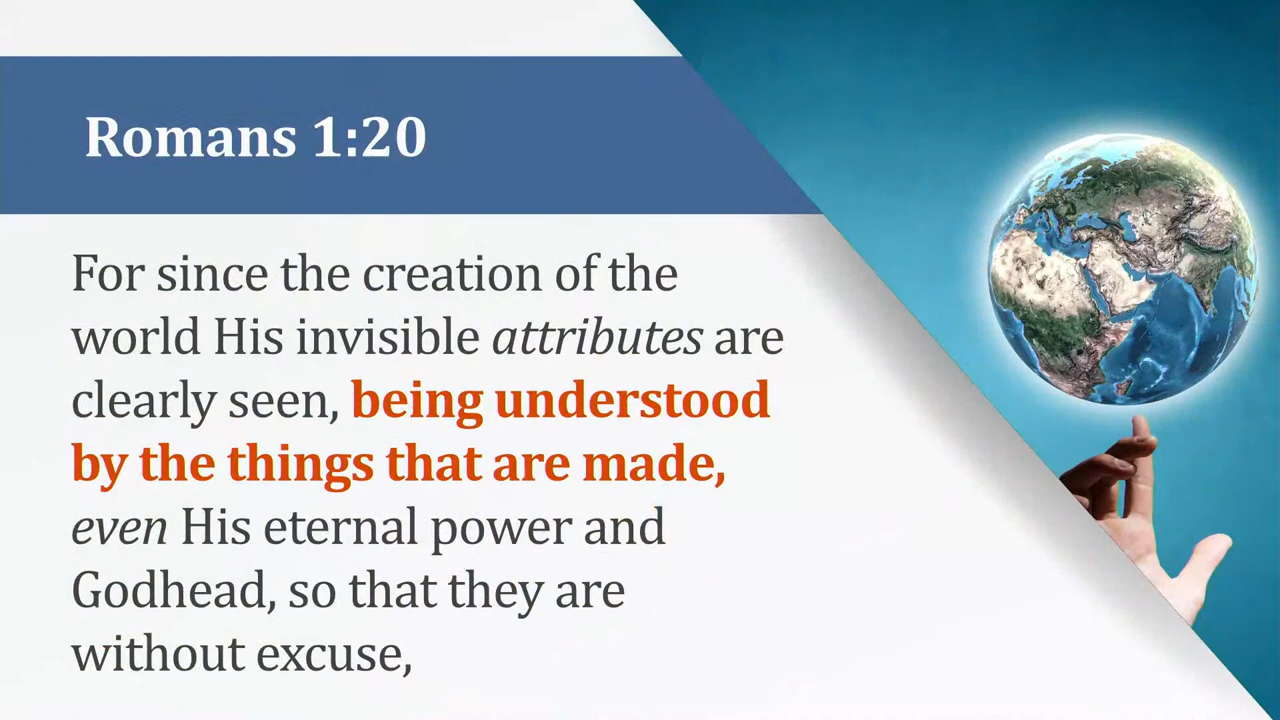 Romans 1:20
For since the creation of the
world His invisible attributes are
clearly seen, being understood
by the things that are made,
even His eternal power and
Godhead, so that they are
without excuse,